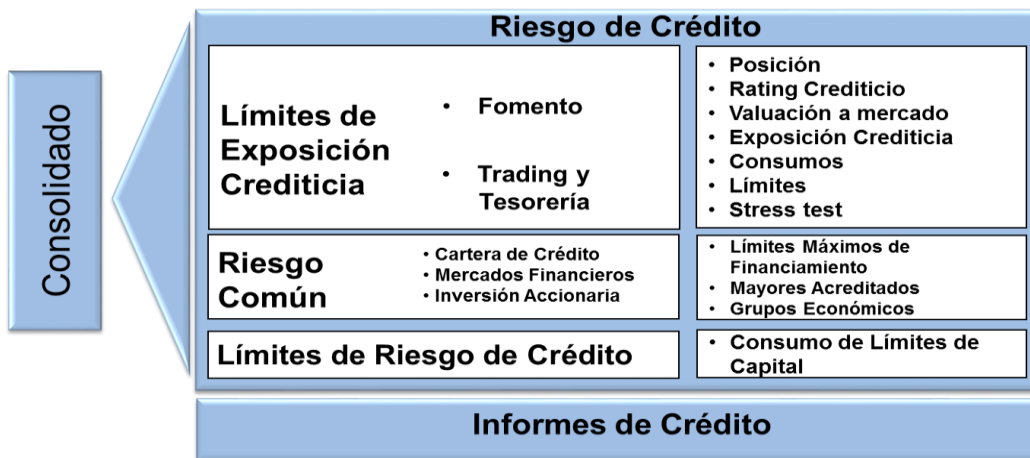 Riesgo de Crédito
Consolidado
Límites de
Exposición
Crediticia
• Fomento
• Trading y
Tesorería
• Posición
• Rating Crediticio
• Valuación a mercado
• Exposición Crediticia
• Consumos
• Límites
• Stress test
Riesgo
Común
• Cartera de Crédito
• Mercados Financieros
• Inversión Accionaria
• Límites Máximos de
Financiamiento
• Mayores Acreditados
• Grupos Económicos
Límites de Riesgo de Crédito
• Consumo de Límites de
Capital
Informes de Crédito